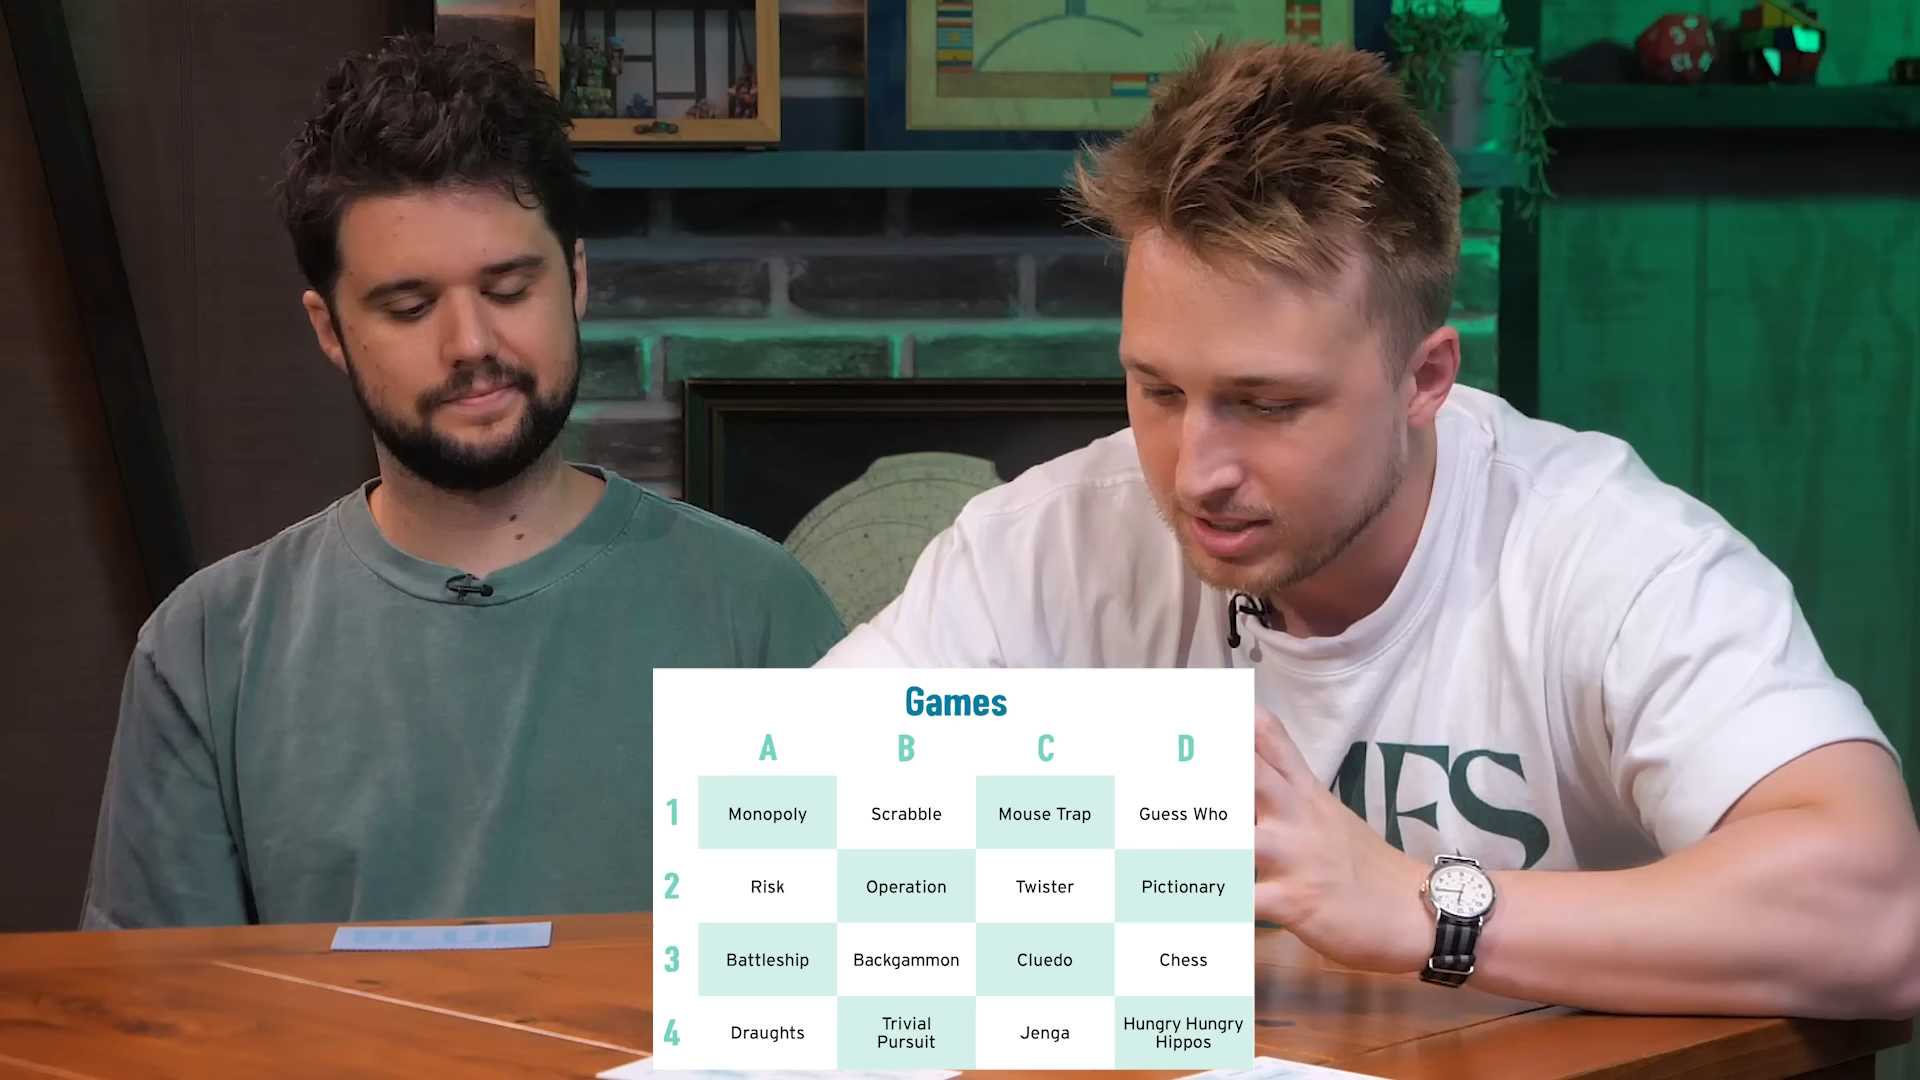 Games
A B C D
1 Monopoly Scrabble Mouse Trap Guess Who
2 Risk Operation Twister Pictionary
3 Battleship Backgammon Cluedo Chess
4 Draughts Trivial Pursuit Jenga Hungry Hungry Hippos